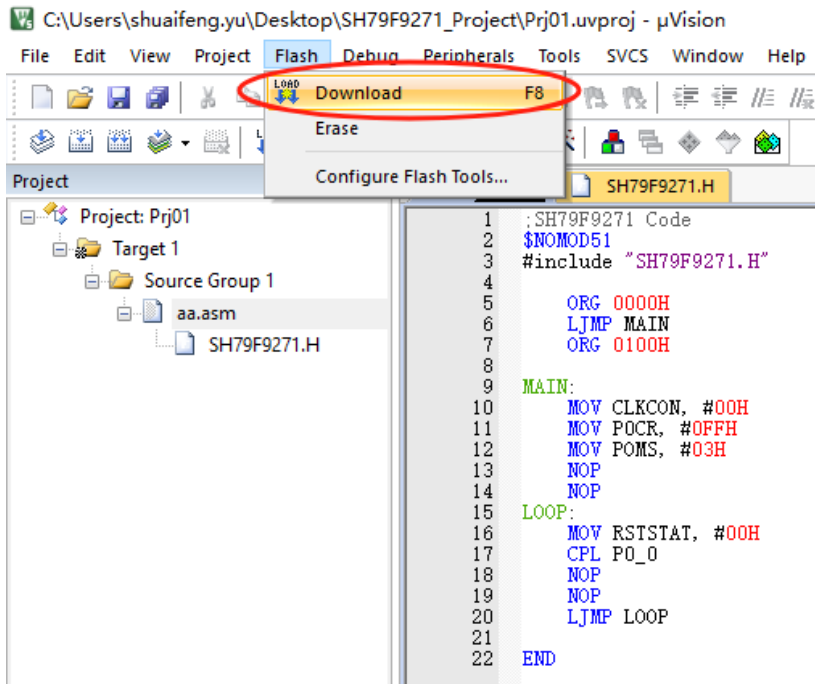 C:\Users\shuaifeng.yu\Desktop\SH79F9271_Project\Prj01.uvproj - µVision
File Edit View Project Flash Debug Peripherals Tools SVCS Window Help
LOAD
Download F8
Erase
Configure Flash Tools...
Project
SH79F9271.H
Project: Prj01
Target 1
Source Group 1
aa.asm
SH79F9271.H
1 ;SH79F9271 Code
2 $NOMOD51
3 #include "SH79F9271.H"
4
5 ORG 0000H
6 LJMP MAIN
7 ORG 0100H
8
9 MAIN:
10 MOV CLKCON, #00H
11 MOV P0CR, #0FFH
12 MOV P0MS, #03H
13 NOP
14 NOP
15 LOOP:
16 MOV RSTSTAT, #00H
17 CPL P0_0
18 NOP
19 NOP
20 LJMP LOOP
21
22 END